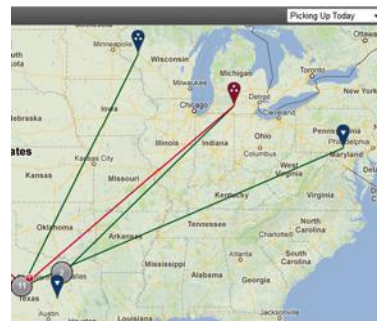 Picking Up Today
Ottawa
Minneapolis
Wisconsin
Toronto
Michigan
Milwaukee
New York
Detroit
Chicago
Cleveland
Iowa
ebraska
Pennsylvania
Philadelphia
Ohio
Illinois
Indiana
Columbus
Maryland
ates
Kansas City
West
Virginia
Kansas
Missouri
Virginia
Kentucky
Oklahoma
Tennessee
North
Carolina
Arkansas
Charlotte
South
Carolina
Atlanta
Mississippi
2
allas
Alabama
Georgia
11
Texas
Austin
Louisiana
Jacksonville